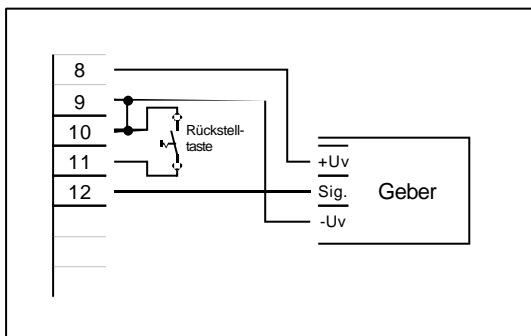 8
9
10
11
12
Rückstell-
taste
+Uv
Sig.
-Uv
Geber